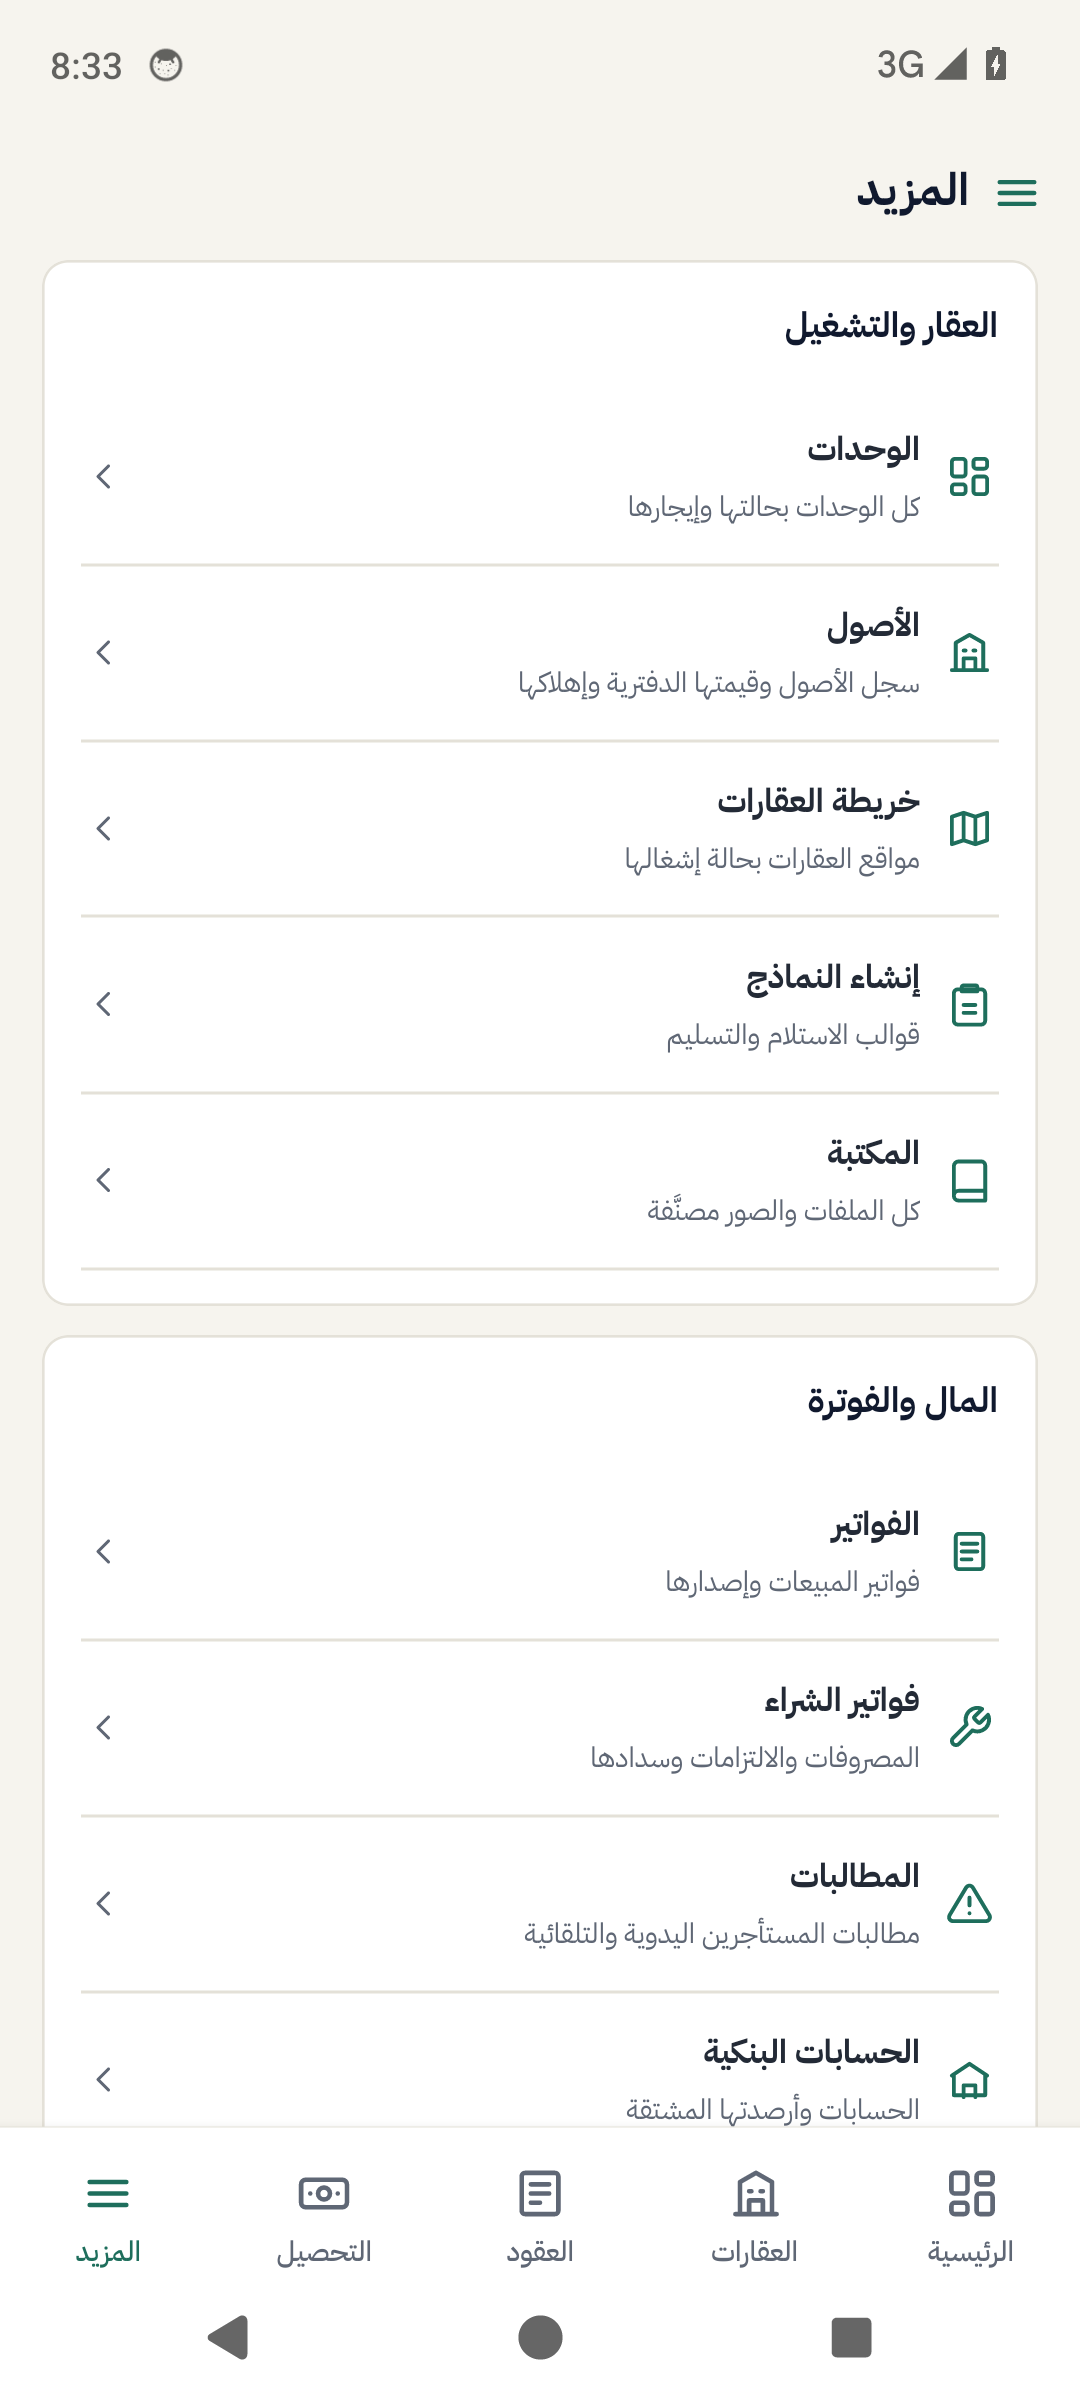 8:33
3G
المزيد
العقار والتشغيل
الوحدات
كل الوحدات بحالتها وإيجارها
الأصول
سجل الأصول وقيمتها الدفترية وإهلاكها
خريطة العقارات
مواقع العقارات بحالة إشغالها
إنشاء النماذج
قوالب الاستلام والتسليم
المكتبة
كل الملفات والصور مصنَّفة
المال والفوترة
الفواتير
فواتير المبيعات وإصدارها
فواتير الشراء
المصروفات والالتزامات وسدادها
المطالبات
مطالبات المستأجرين اليدوية والتلقائية
الحسابات البنكية
الحسابات وأرصدتها المشتقة
الرئيسية
العقارات
العقود
التحصيل
المزيد